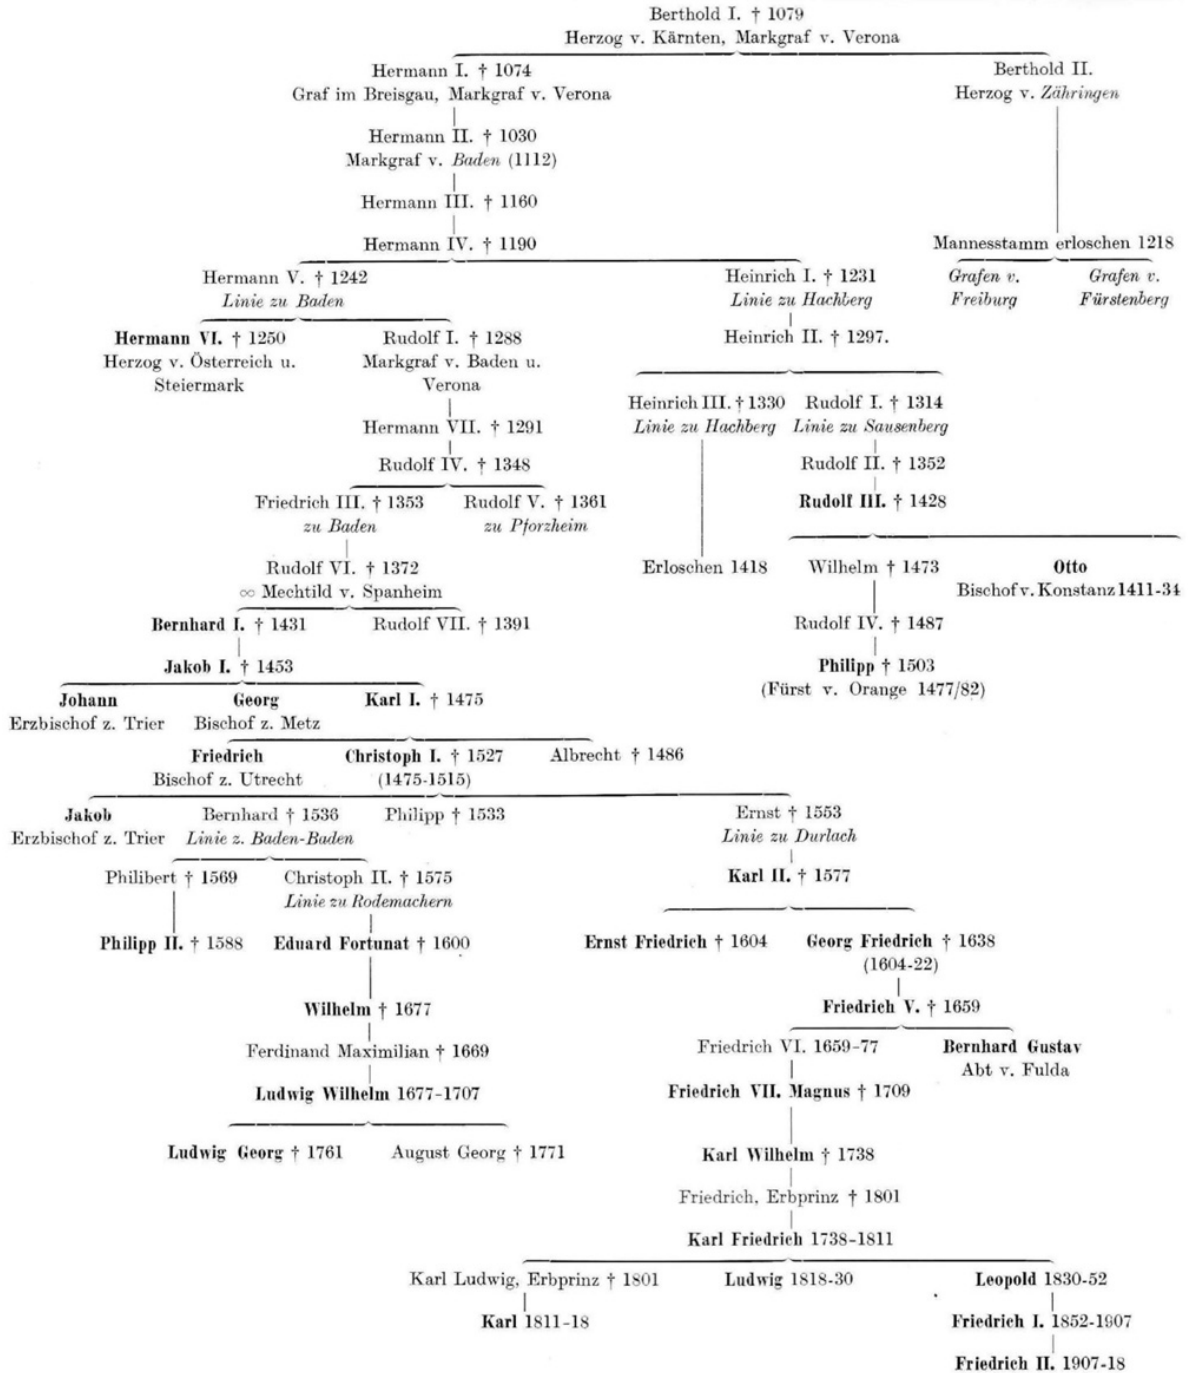 Berthold I. † 1079
Herzog v. Kärnten, Markgraf v. Verona
Hermann I. † 1074
Graf im Breisgau, Markgraf v. Verona
Berthold II.
Herzog v. Zähringen
Hermann II. † 1030
Markgraf v. Baden (1112)
Hermann III. † 1160
Hermann IV. † 1190
Mannesstamm erloschen 1218
Hermann V. † 1242
Linie zu Baden
Heinrich I. † 1231
Linie zu Hachberg
Grafen v.
Freiburg
Grafen v.
Fürstenberg
Hermann VI. † 1250
Herzog v. Österreich u.
Steiermark
Rudolf I. † 1288
Markgraf v. Baden u.
Verona
Heinrich II. † 1297.
Heinrich III. † 1330
Linie zu Hachberg
Rudolf I. † 1314
Linie zu Sausenberg
Hermann VII. † 1291
Rudolf IV. † 1348
Rudolf II. † 1352
Friedrich III. † 1353
zu Baden
Rudolf V. † 1361
zu Pforzheim
Rudolf III. † 1428
Rudolf VI. † 1372
∞ Mechtild v. Spanheim
Erloschen 1418
Wilhelm † 1473
Otto
Bischof v. Konstanz 1411-34
Bernhard I. † 1431
Rudolf VII. † 1391
Rudolf IV. † 1487
Jakob I. † 1453
Philipp † 1503
(Fürst v. Orange 1477/82)
Johann
Erzbischof z. Trier
Georg
Bischof z. Metz
Karl I. † 1475
Friedrich
Bischof z. Utrecht
Christoph I. † 1527
(1475-1515)
Albrecht † 1486
Jakob
Erzbischof z. Trier
Bernhard † 1536
Linie z. Baden-Baden
Philipp † 1533
Ernst † 1553
Linie zu Durlach
Philibert † 1569
Christoph II. † 1575
Linie zu Rodemachern
Karl II. † 1577
Philipp II. † 1588
Eduard Fortunat † 1600
Ernst Friedrich † 1604
Georg Friedrich † 1638
(1604-22)
Wilhelm † 1677
Friedrich V. † 1659
Ferdinand Maximilian † 1669
Friedrich VI. 1659-77
Bernhard Gustav
Abt v. Fulda
Ludwig Wilhelm 1677-1707
Friedrich VII. Magnus † 1709
Ludwig Georg † 1761
August Georg † 1771
Karl Wilhelm † 1738
Friedrich, Erbprinz † 1801
Karl Friedrich 1738-1811
Karl Ludwig, Erbprinz † 1801
Ludwig 1818-30
Leopold 1830-52
Karl 1811-18
Friedrich I. 1852-1907
Friedrich II. 1907-18